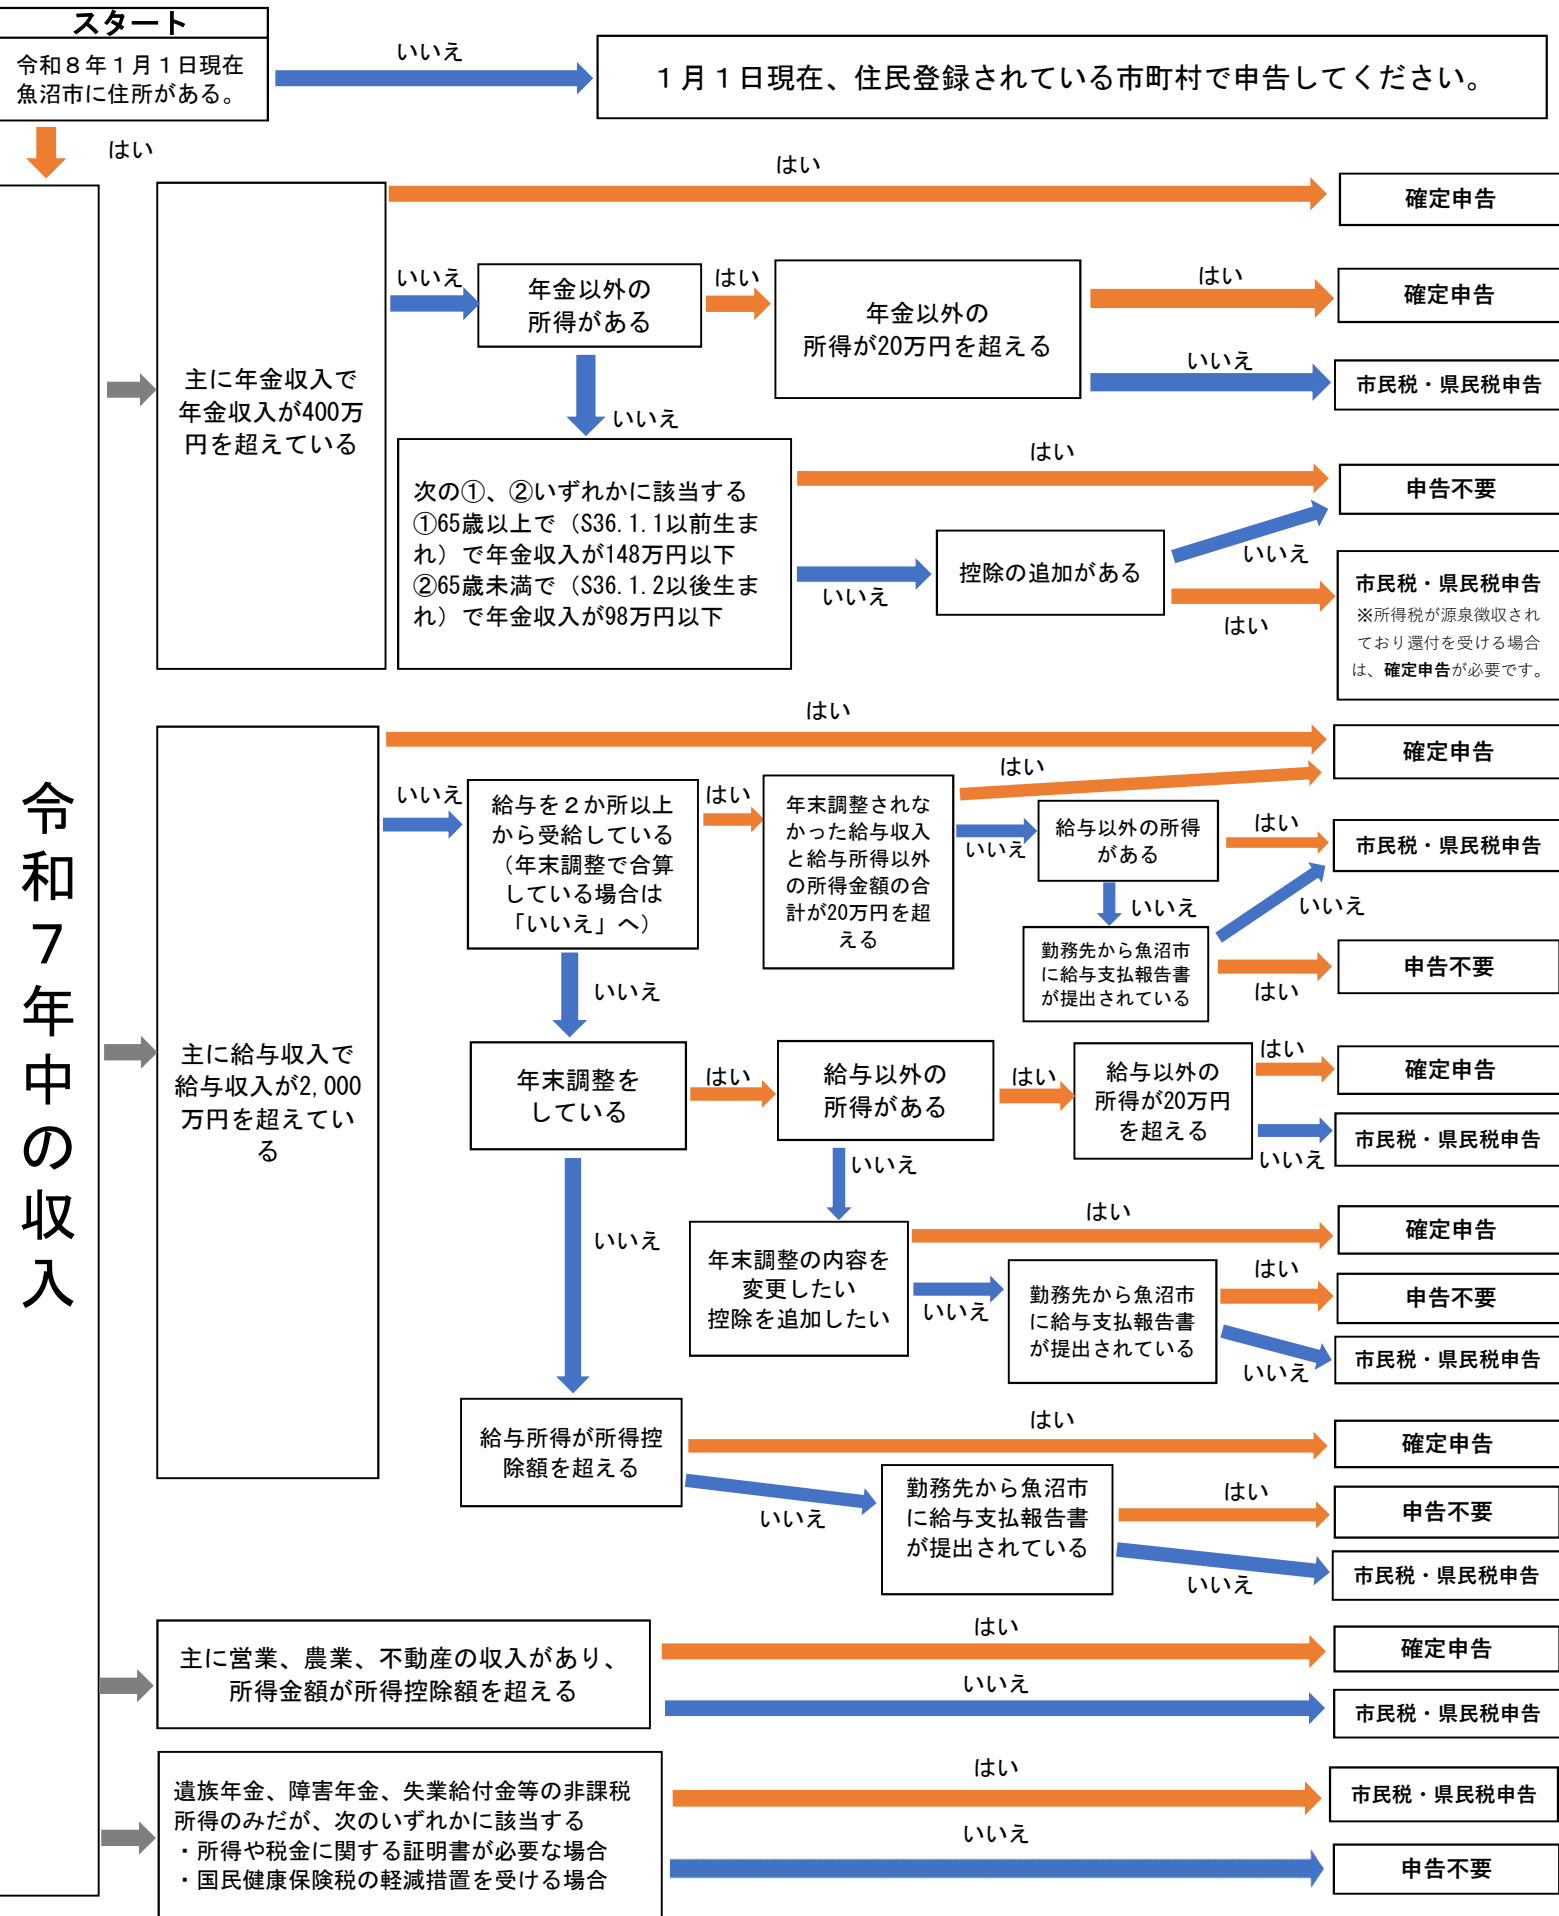 スタート
令和８年１月１日現在
魚沼市に住所がある。
いいえ
１月１日現在、住民登録されている市町村で申告してください。
はい
令和７年中の収入
主に年金収入で
年金収入が400万
円を超えている
はい
確定申告
いいえ
年金以外の
所得がある
はい
年金以外の
所得が20万円を超える
はい
確定申告
いいえ
市民税・県民税申告
いいえ
次の①、②いずれかに該当する
①65歳以上で（S36.1.1以前生ま
れ）で年金収入が148万円以下
②65歳未満で（S36.1.2以後生ま
れ）で年金収入が98万円以下
はい
申告不要
いいえ
控除の追加がある
いいえ
はい
市民税・県民税申告
※所得税が源泉徴収され
ており還付を受ける場合
は、確定申告が必要です。
主に給与収入で
給与収入が2,000
万円を超えてい
る
はい
確定申告
いいえ
給与を２か所以上
から受給している
（年末調整で合算
している場合は
「いいえ」へ）
はい
年末調整されな
かった給与収入
と給与所得以外
の所得金額の合
計が20万円を超
える
はい
いいえ
給与以外の所得
がある
はい
市民税・県民税申告
いいえ
勤務先から魚沼市
に給与支払報告書
が提出されている
いいえ
はい
申告不要
いいえ
年末調整を
している
はい
給与以外の
所得がある
はい
給与以外の
所得が20万円
を超える
はい
確定申告
いいえ
市民税・県民税申告
いいえ
年末調整の内容を
変更したい
控除を追加したい
はい
確定申告
いいえ
勤務先から魚沼市
に給与支払報告書
が提出されている
はい
申告不要
いいえ
市民税・県民税申告
いいえ
給与所得が所得控
除額を超える
はい
確定申告
いいえ
勤務先から魚沼市
に給与支払報告書
が提出されている
はい
申告不要
いいえ
市民税・県民税申告
主に営業、農業、不動産の収入があり、
所得金額が所得控除額を超える
はい
確定申告
いいえ
市民税・県民税申告
遺族年金、障害年金、失業給付金等の非課税
所得のみだが、次のいずれかに該当する
・所得や税金に関する証明書が必要な場合
・国民健康保険税の軽減措置を受ける場合
はい
市民税・県民税申告
いいえ
申告不要